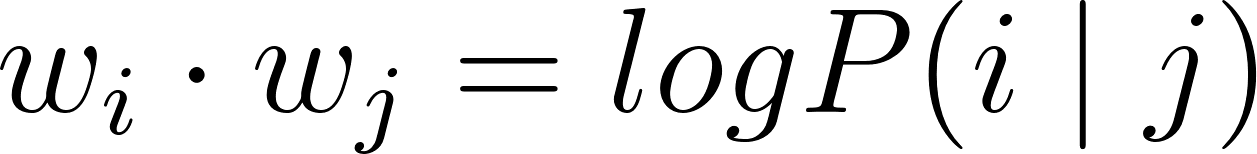 w_i · w_j = logP(i | j)